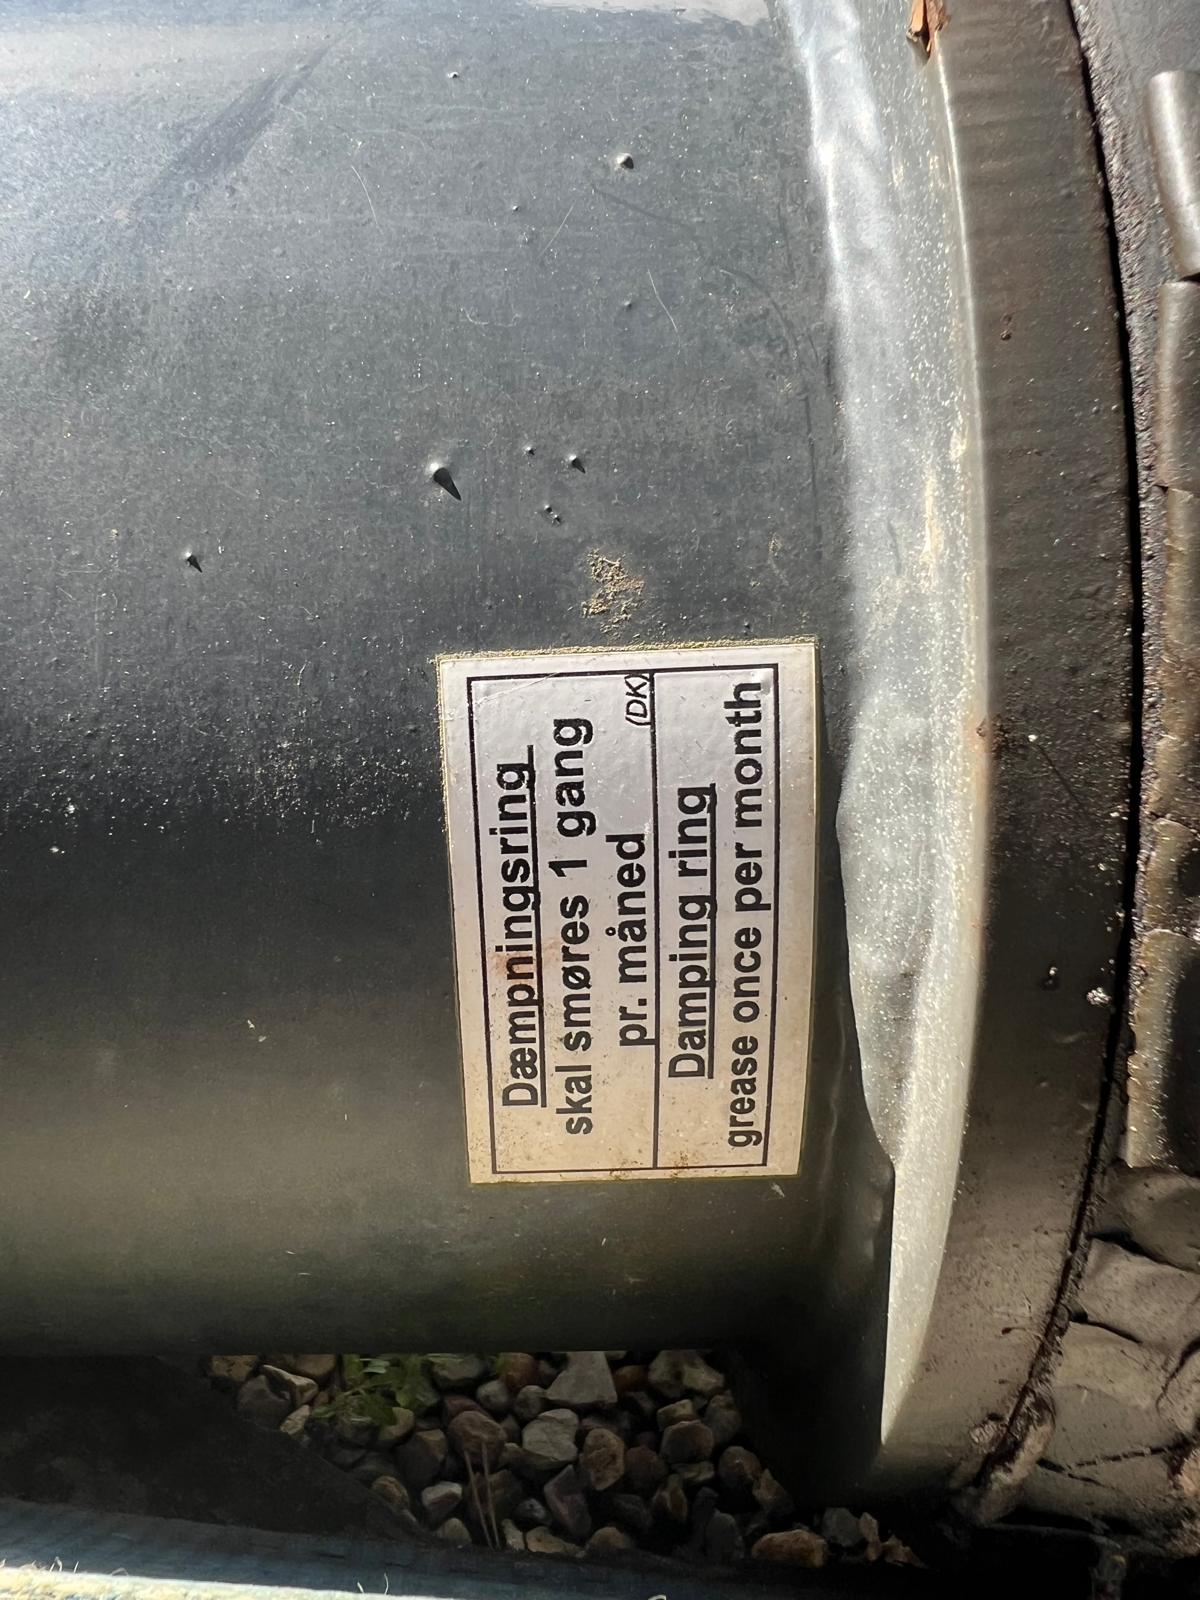 Dæmpningsring
skal smøres 1 gang
pr. måned
(DK)
Damping ring
grease once per month